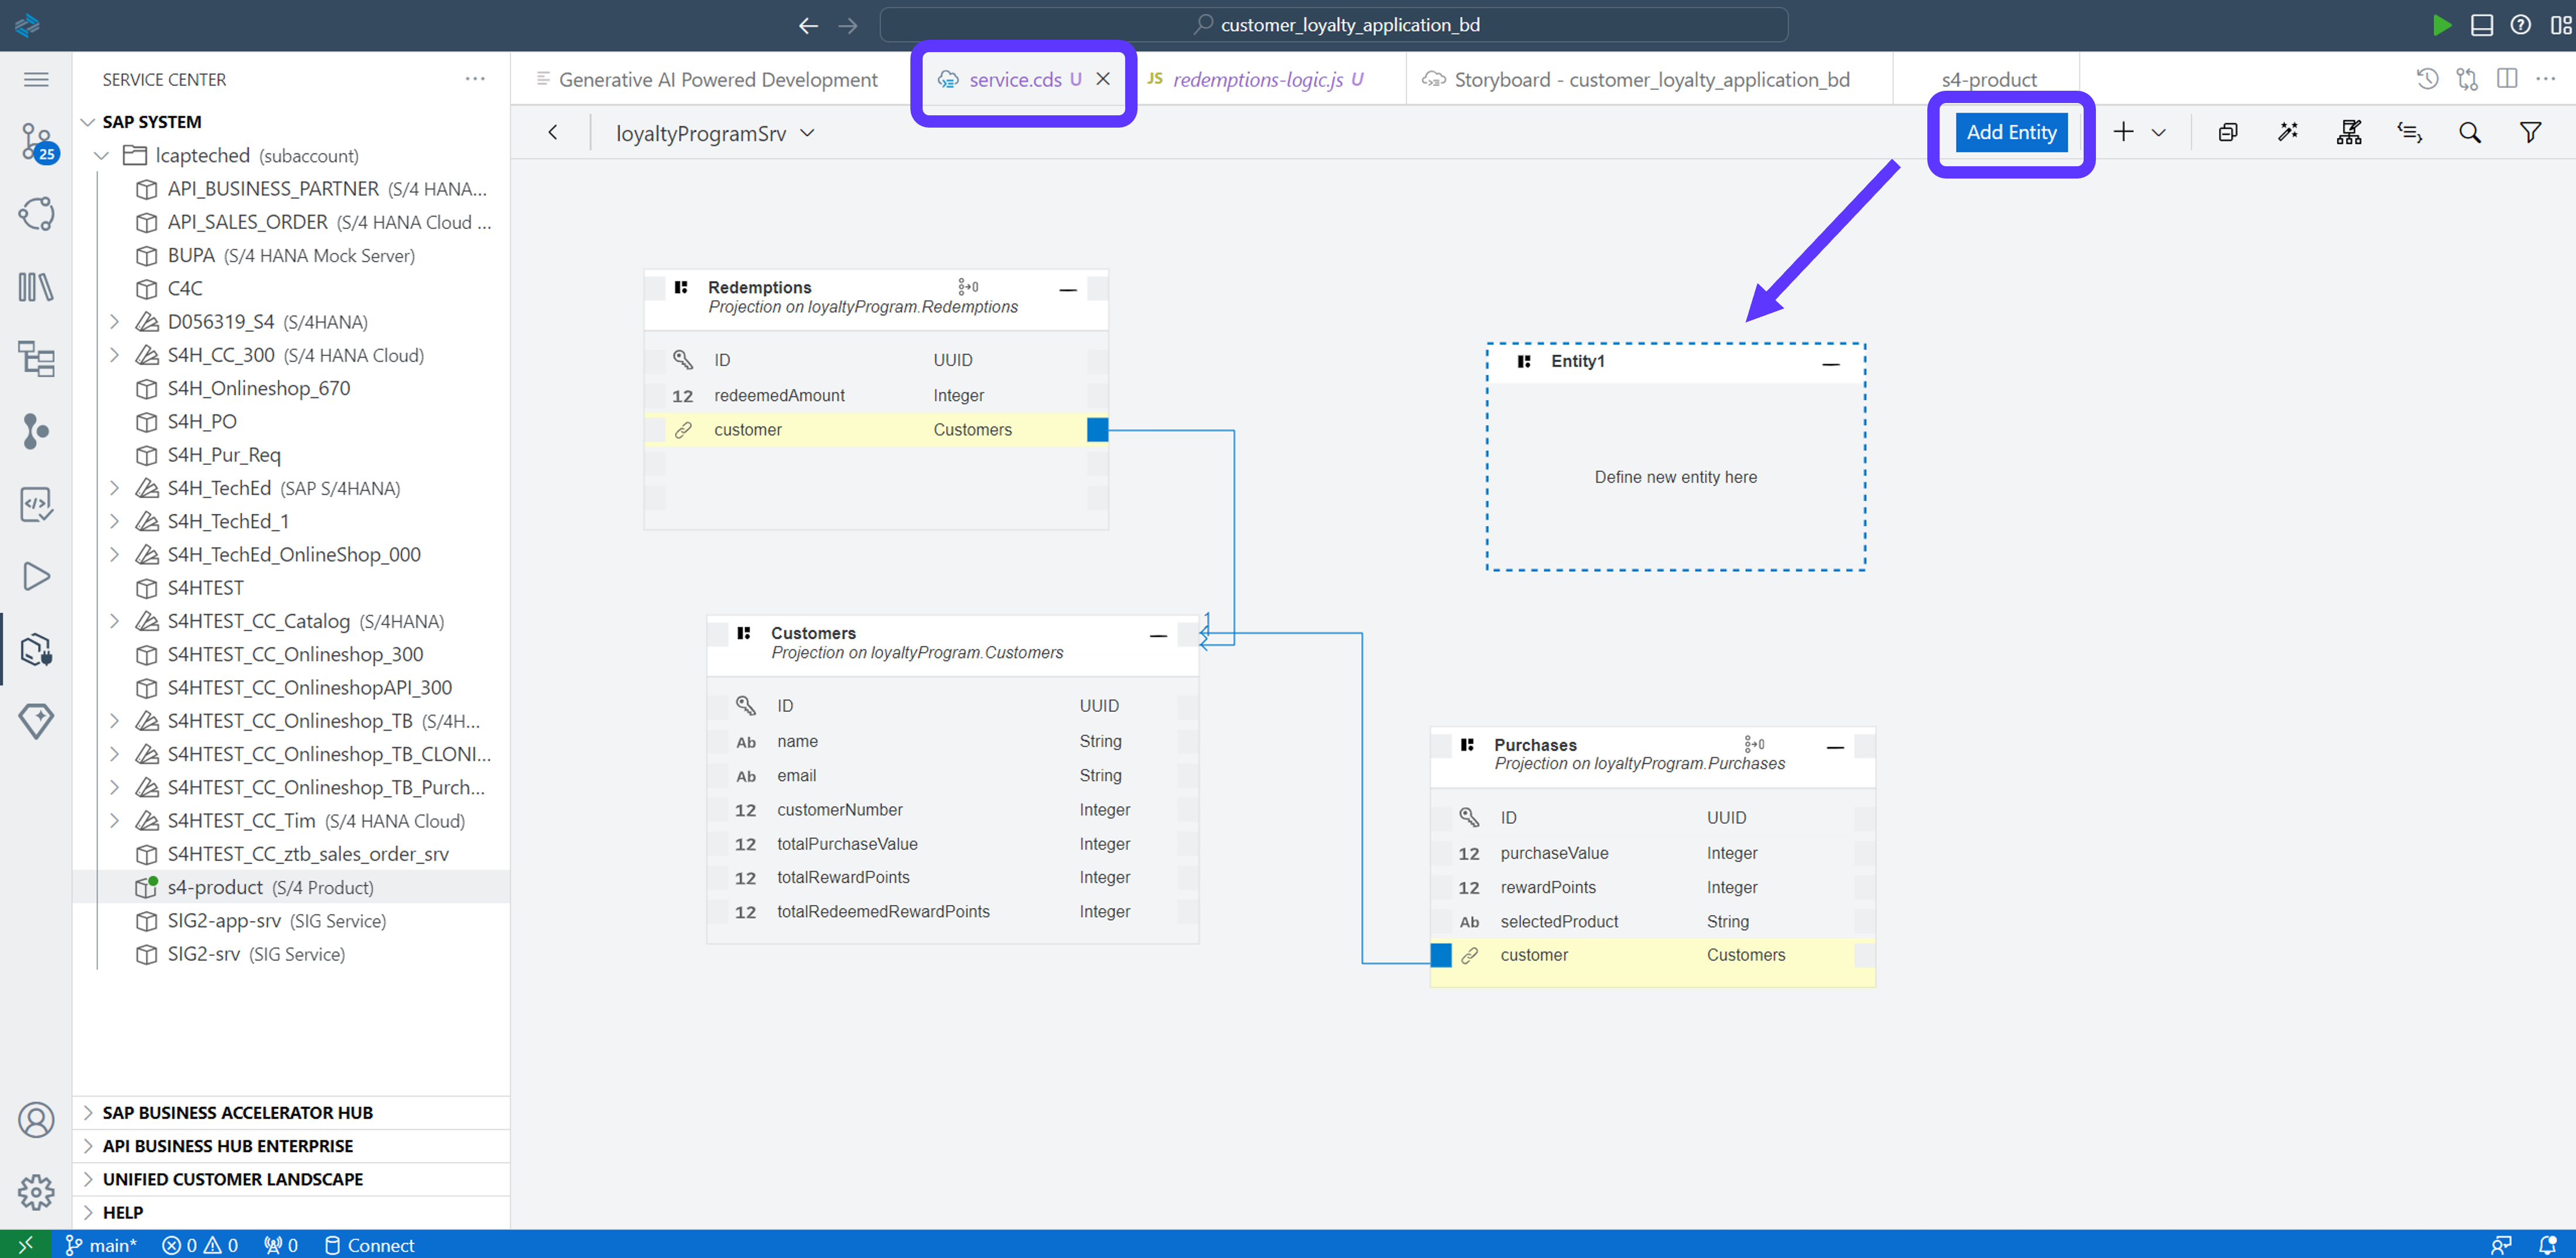 customer_loyalty_application_bd
SERVICE CENTER
Generative AI Powered Development
service.cds U
JS redemptions-logic.js U
Storyboard - customer_loyalty_application_bd
s4-product
loyaltyProgramSrv
Add Entity
25
SAP SYSTEM
lcapteched (subaccount)
API_BUSINESS_PARTNER (S/4 HANA...
API_SALES_ORDER (S/4 HANA Cloud ...
BUPA (S/4 HANA Mock Server)
C4C
D056319_S4 (S/4HANA)
S4H_CC_300 (S/4 HANA Cloud)
S4H_Onlineshop_670
S4H_PO
S4H_Pur_Req
S4H_TechEd (SAP S/4HANA)
S4H_TechEd_1
S4H_TechEd_OnlineShop_000
S4HTEST
S4HTEST_CC_Catalog (S/4HANA)
S4HTEST_CC_Onlineshop_300
S4HTEST_CC_OnlineshopAPI_300
S4HTEST_CC_Onlineshop_TB (S/4H...
S4HTEST_CC_Onlineshop_TB_CLONI...
S4HTEST_CC_Onlineshop_TB_Purch...
S4HTEST_CC_Tim (S/4 HANA Cloud)
S4HTEST_CC_ztb_sales_order_srv
s4-product (S/4 Product)
SIG2-app-srv (SIG Service)
SIG2-srv (SIG Service)
SAP BUSINESS ACCELERATOR HUB
API BUSINESS HUB ENTERPRISE
UNIFIED CUSTOMER LANDSCAPE
HELP
Redemptions
0
Projection on loyaltyProgram.Redemptions
ID UUID
12 redeemedAmount Integer
customer Customers
Entity1
Define new entity here
1
Customers
Projection on loyaltyProgram.Customers
ID UUID
Ab name String
Ab email String
12 customerNumber Integer
12 totalPurchaseValue Integer
12 totalRewardPoints Integer
12 totalRedeemedRewardPoints Integer
Purchases
0
Projection on loyaltyProgram.Purchases
ID UUID
12 purchaseValue Integer
12 rewardPoints Integer
Ab selectedProduct String
customer Customers
main* 0 0 0 Connect